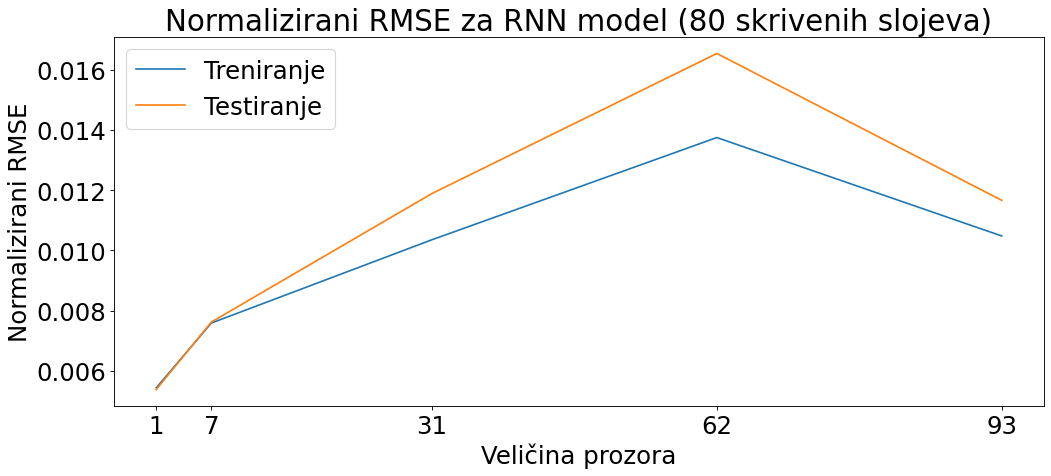 Normalizirani RMSE za RNN model (80 skrivenih slojeva)
Treniranje
Testiranje
Normalizirani RMSE
0.016
0.014
0.012
0.010
0.008
0.006
1 7 31 62 93
Veličina prozora